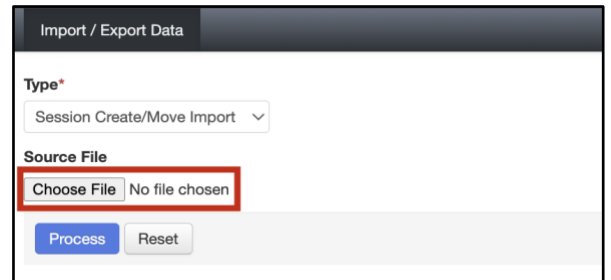 Import / Export Data
Type*
Session Create/Move Import
Source File
Choose File No file chosen
Process Reset